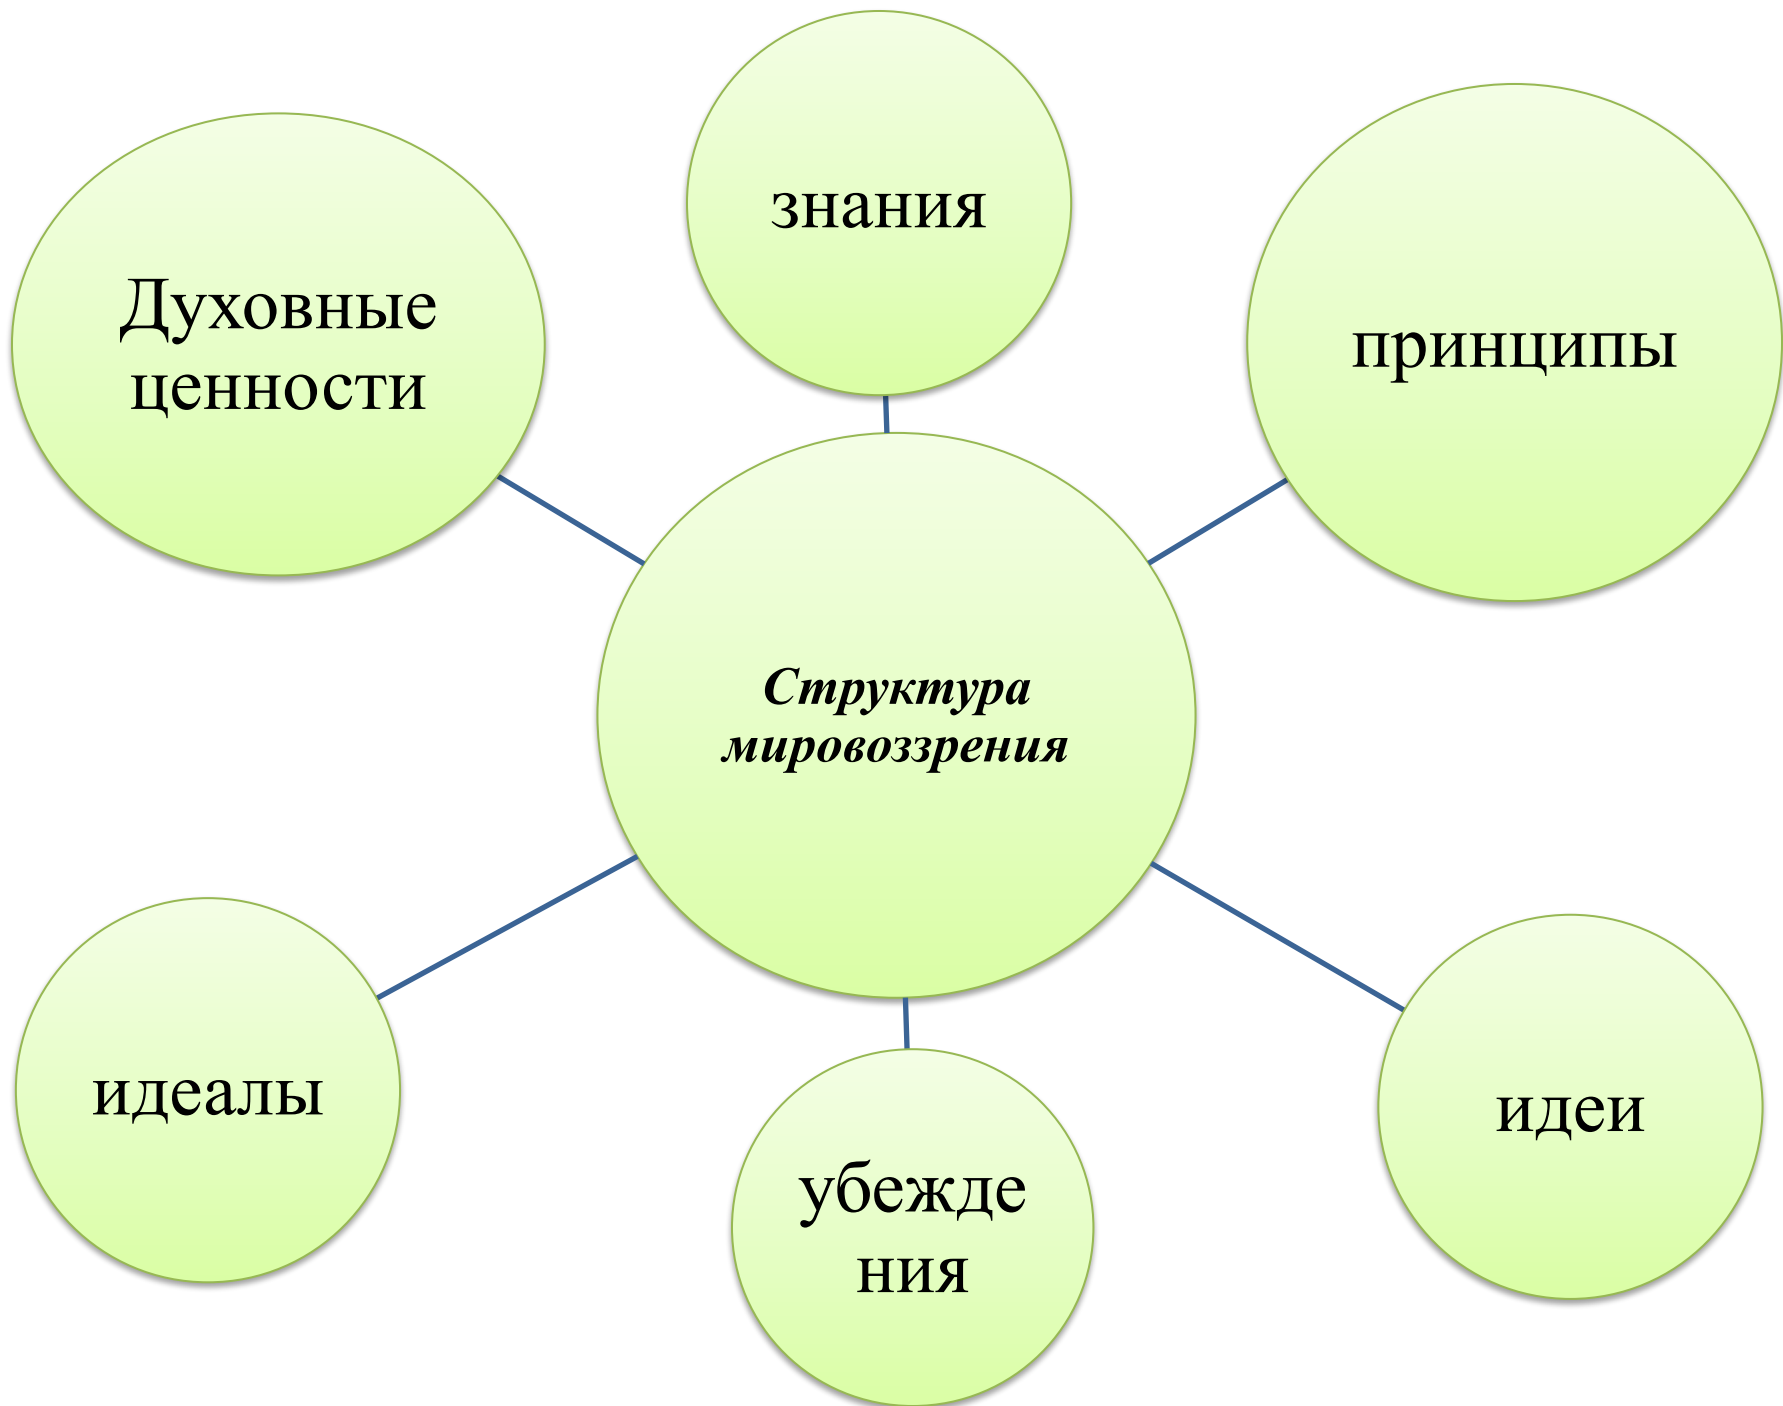 знания
Духовные
ценности
принципы
Структура
мировоззрения
идеалы
идеи
убежде
ния